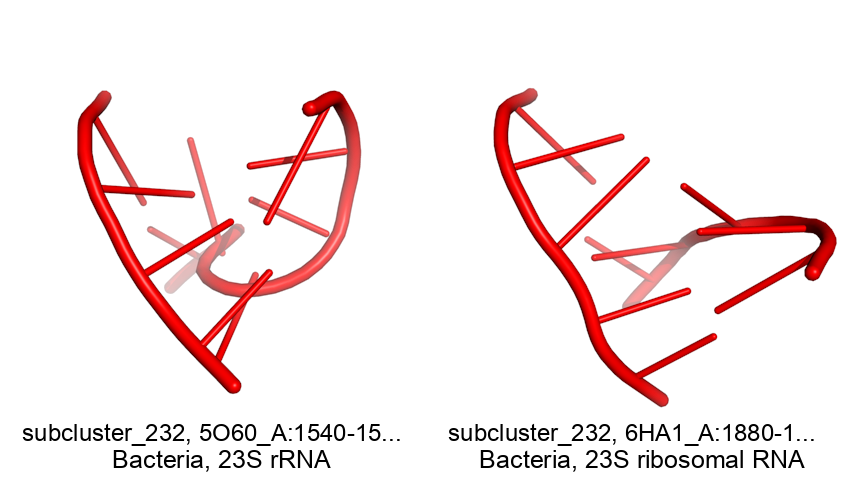 subcluster_232, 5O60_A:1540-15...
Bacteria, 23S rRNA
subcluster_232, 6HA1_A:1880-1...
Bacteria, 23S ribosomal RNA